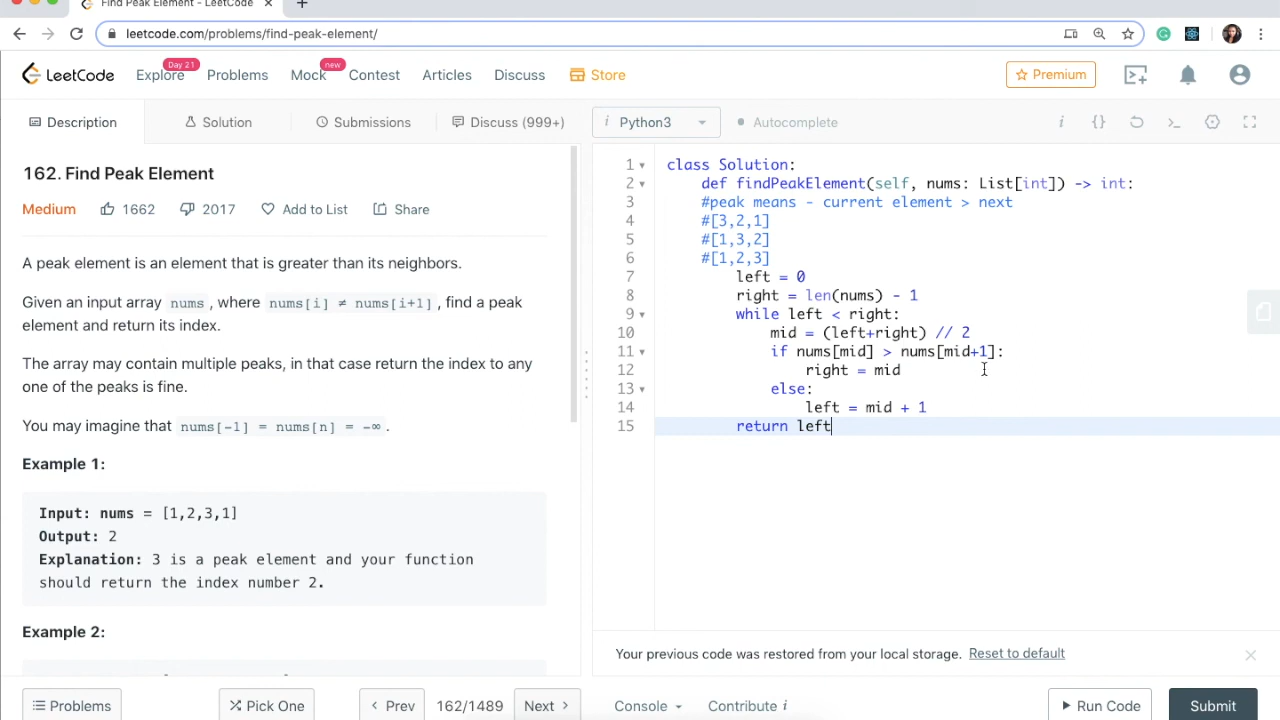 Find Peak Element - LeetCode
leetcode.com/problems/find-peak-element/
LeetCode
Explore
Day 21
Problems
Mock
new
Contest
Articles
Discuss
Store
Premium
Description
Solution
Submissions
Discuss (999+)
i Python3
Autocomplete
162. Find Peak Element
Medium
1662
2017
Add to List
Share
A peak element is an element that is greater than its neighbors.
Given an input array nums , where nums[i] ≠ nums[i+1] , find a peak
element and return its index.
The array may contain multiple peaks, in that case return the index to any
one of the peaks is fine.
You may imagine that nums[-1] = nums[n] = -∞ .
Example 1:
Input: nums = [1,2,3,1]
Output: 2
Explanation: 3 is a peak element and your function
should return the index number 2.
Example 2:
1 class Solution:
2 def findPeakElement(self, nums: List[int]) -> int:
3 #peak means - current element > next
4 #[3,2,1]
5 #[1,3,2]
6 #[1,2,3]
7 left = 0
8 right = len(nums) - 1
9 while left < right:
10 mid = (left+right) // 2
11 if nums[mid] > nums[mid+1]:
12 right = mid
13 else:
14 left = mid + 1
15 return left
Your previous code was restored from your local storage. Reset to default
Problems
Pick One
Prev
162/1489
Next
Console
Contribute i
Run Code
Submit